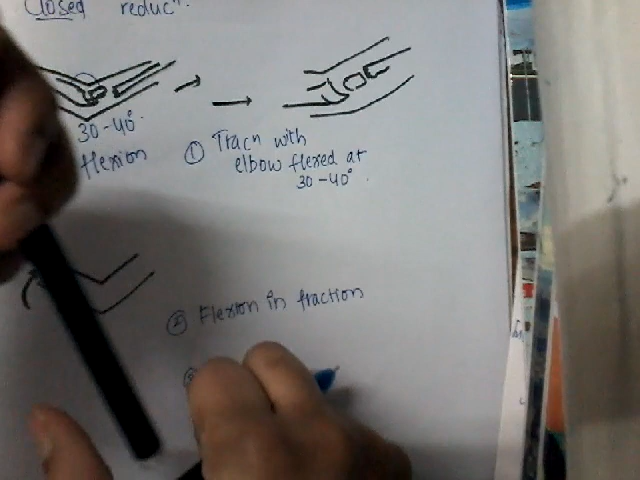 Closed reducⁿ.
30-40°
flexion
① Tracⁿ with
elbow flexed at
30-40°.
② Flexion in traction